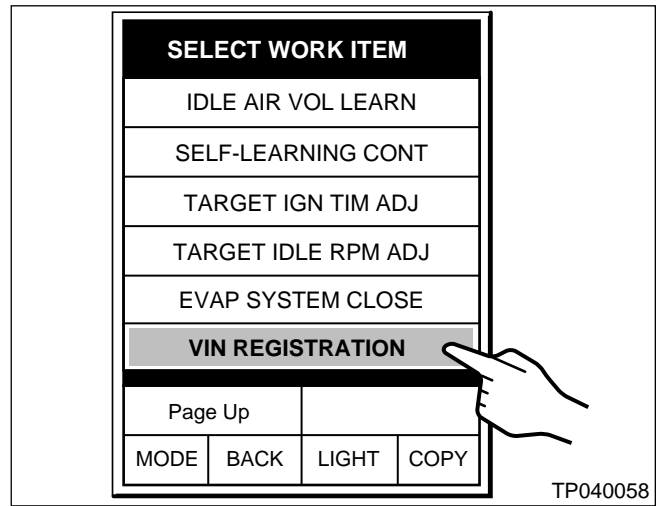 SELECT WORK ITEM
IDLE AIR VOL LEARN
SELF-LEARNING CONT
TARGET IGN TIM ADJ
TARGET IDLE RPM ADJ
EVAP SYSTEM CLOSE
VIN REGISTRATION
Page Up
MODE BACK LIGHT COPY
TP040058